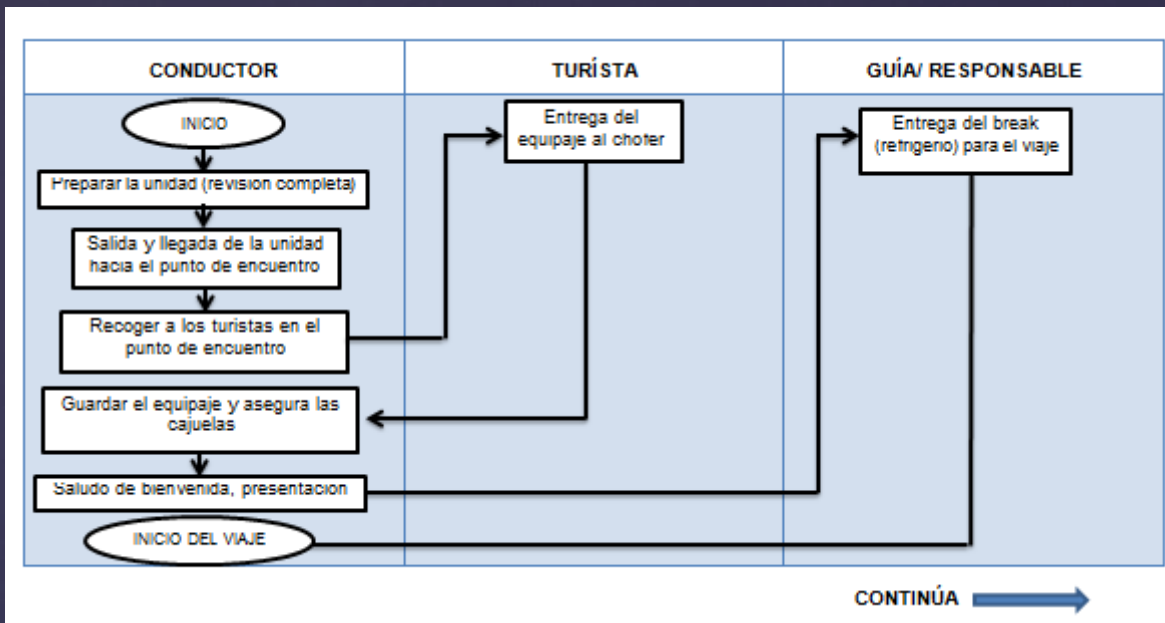 CONDUCTOR
TURÍSTA
GUÍA/ RESPONSABLE
INICIO
Preparar la unidad (revision completa)
Salida y llegada de la unidad
hacia el punto de encuentro
Recoger a los turistas en el
punto de encuentro
Entrega del
equipaje al chofer
Guardar el equipaje y asegura las
cajuelas
Saludo de bienvenida, presentacion
Entrega del break
(refrigerio) para el viaje
INICIO DEL VIAJE
CONTINÚA